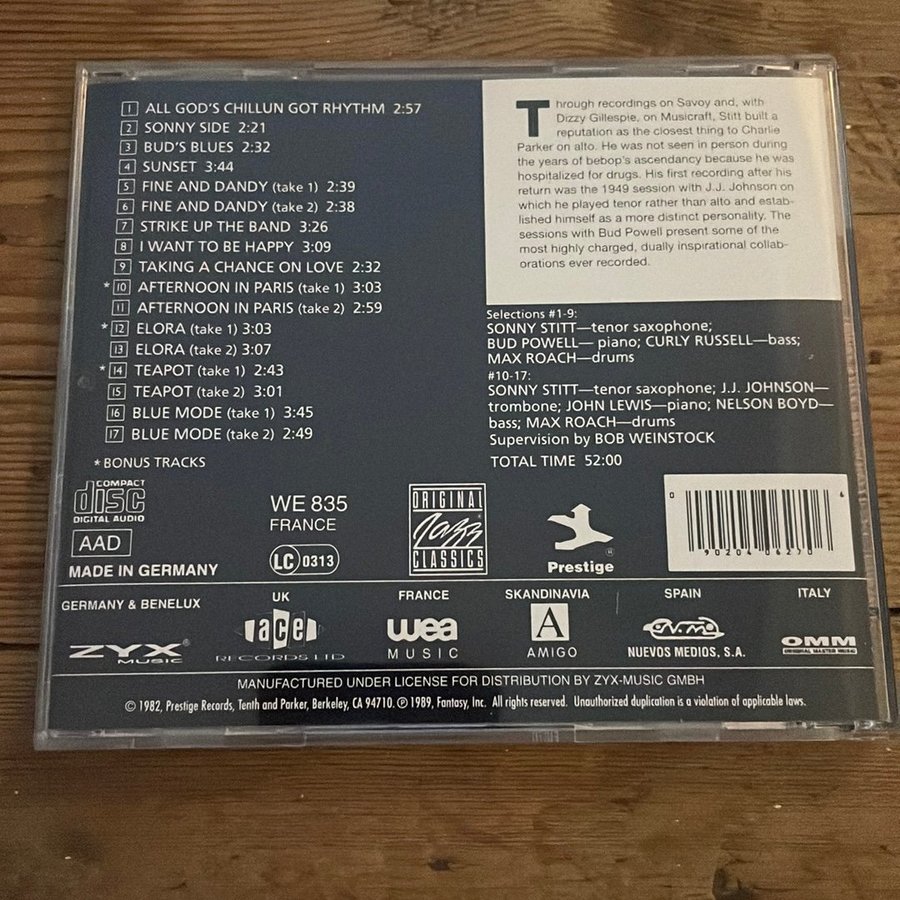 1 ALL GOD'S CHILLUN GOT RHYTHM 2:57
2 SONNY SIDE 2:21
3 BUD'S BLUES 2:32
4 SUNSET 3:44
5 FINE AND DANDY (take 1) 2:39
6 FINE AND DANDY (take 2) 2:38
7 STRIKE UP THE BAND 3:26
8 I WANT TO BE HAPPY 3:09
9 TAKING A CHANCE ON LOVE 2:32
* 10 AFTERNOON IN PARIS (take 1) 3:03
11 AFTERNOON IN PARIS (take 2) 2:59
* 12 ELORA (take 1) 3:03
13 ELORA (take 2) 3:07
* 14 TEAPOT (take 1) 2:43
15 TEAPOT (take 2) 3:01
16 BLUE MODE (take 1) 3:45
17 BLUE MODE (take 2) 2:49
* BONUS TRACKS
Through recordings on Savoy and, with
Dizzy Gillespie, on Musicraft, Stitt built a
reputation as the closest thing to Charlie
Parker on alto. He was not seen in person during
the years of bebop's ascendancy because he was
hospitalized for drugs. His first recording after his
return was the 1949 session with J.J. Johnson on
which he played tenor rather than alto and estab-
lished himself as a more distinct personality. The
sessions with Bud Powell present some of the
most highly charged, dually inspirational collab-
orations ever recorded.
Selections #1-9:
SONNY STITT—tenor saxophone;
BUD POWELL— piano; CURLY RUSSELL—bass;
MAX ROACH—drums
#10-17:
SONNY STITT—tenor saxophone; J.J. JOHNSON—
trombone; JOHN LEWIS—piano; NELSON BOYD—
bass; MAX ROACH—drums
Supervision by BOB WEINSTOCK
TOTAL TIME 52:00
COMPACT
disc
DIGITAL AUDIO
AAD
MADE IN GERMANY
WE 835
FRANCE
LC 0313
ORIGINAL
Jazz
CLASSICS
Prestige
®
0 90204 06270 6
GERMANY & BENELUX
ZYX®
MUSIC
UK
ace
RECORDS LTD
FRANCE
wea
MUSIC
SKANDINAVIA
A
AMIGO
SPAIN
NUEVOS MEDIOS, S.A.
ITALY
OMM
MANUFACTURED UNDER LICENSE FOR DISTRIBUTION BY ZYX-MUSIC GMBH
© 1982, Prestige Records, Tenth and Parker, Berkeley, CA 94710. ℗ 1989, Fantasy, Inc. All rights reserved. Unauthorized duplication is a violation of applicable laws.